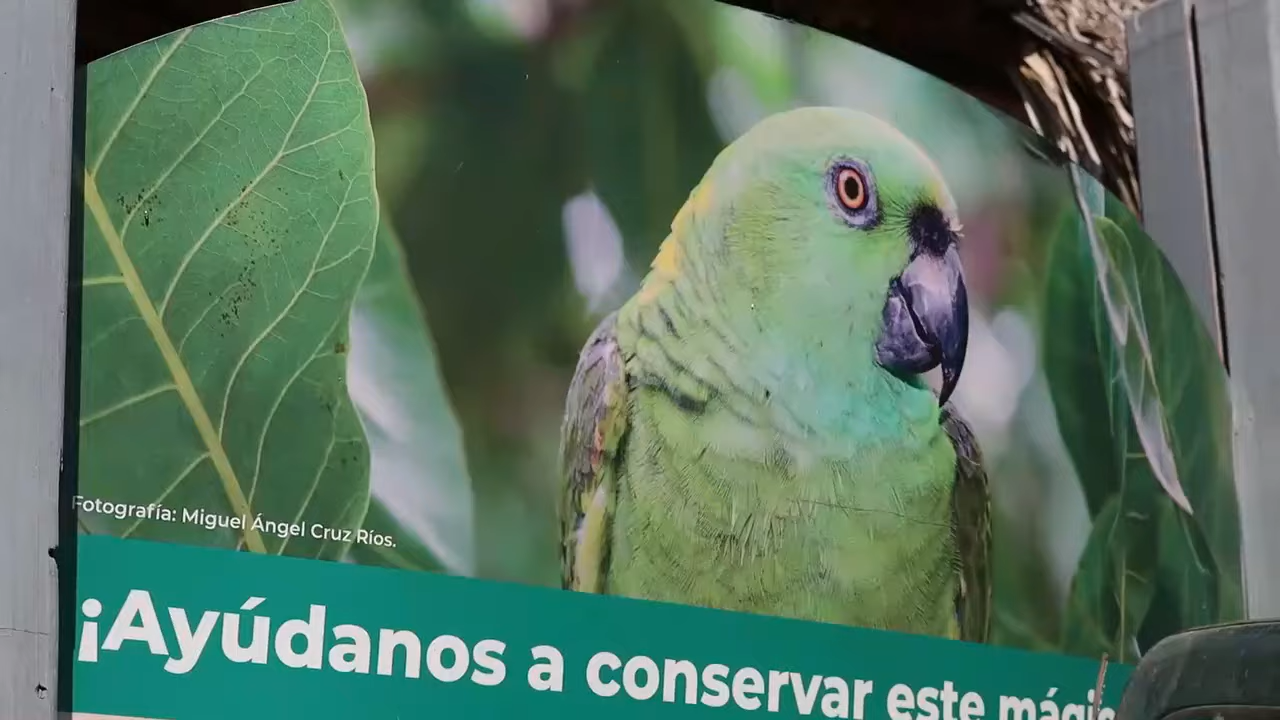 Fotografía: Miguel Ángel Cruz Ríos.
¡Ayúdanos a conservar este